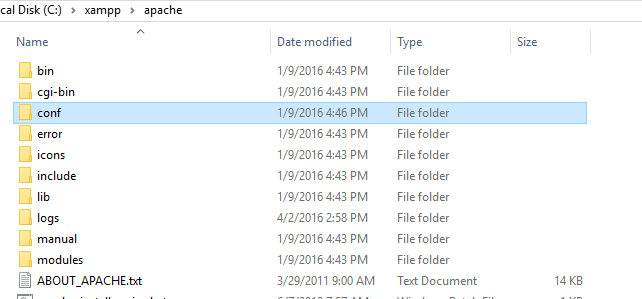 cal Disk (C:) > xampp > apache
Name Date modified Type Size
bin 1/9/2016 4:43 PM File folder
cgi-bin 1/9/2016 4:43 PM File folder
conf 1/9/2016 4:46 PM File folder
error 1/9/2016 4:43 PM File folder
icons 1/9/2016 4:43 PM File folder
include 1/9/2016 4:43 PM File folder
lib 1/9/2016 4:43 PM File folder
logs 4/2/2016 2:58 PM File folder
manual 1/9/2016 4:43 PM File folder
modules 1/9/2016 4:43 PM File folder
ABOUT_APACHE.txt 3/29/2011 9:00 AM Text Document 14 KB